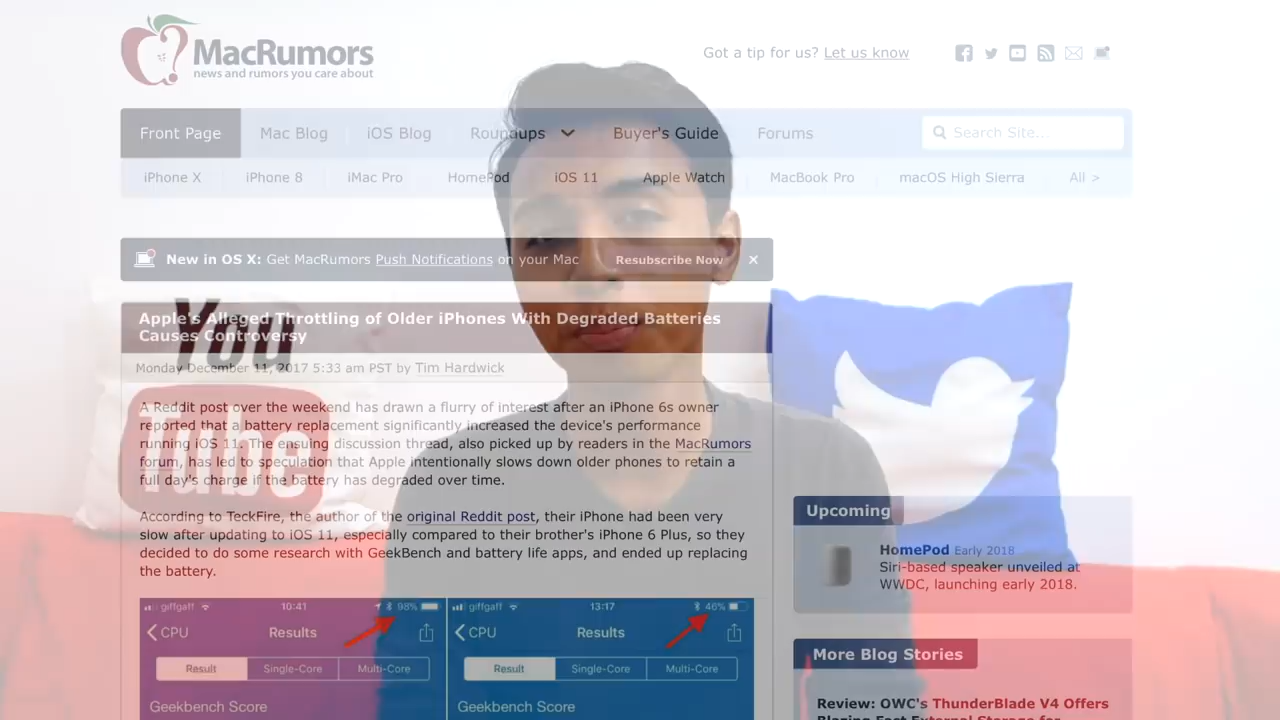 MacRumors
news and rumors you care about
Got a tip for us? Let us know
Front Page Mac Blog iOS Blog Roundups Buyer's Guide Forums Search Site...
iPhone X iPhone 8 iMac Pro HomePod iOS 11 Apple Watch MacBook Pro macOS High Sierra All >
New in OS X: Get MacRumors Push Notifications on your Mac Resubscribe Now ×
Apple's Alleged Throttling of Older iPhones With Degraded Batteries
Causes Controversy
Monday December 11, 2017 5:33 am PST by Tim Hardwick
A Reddit post over the weekend has drawn a flurry of interest after an iPhone 6s owner
reported that a battery replacement significantly increased the device's performance
running iOS 11. The ensuing discussion thread, also picked up by readers in the MacRumors
forum, has led to speculation that Apple intentionally slows down older phones to retain a
full day's charge if the battery has degraded over time.
According to TeckFire, the author of the original Reddit post, their iPhone had been very
slow after updating to iOS 11, especially compared to their brother's iPhone 6 Plus, so they
decided to do some research with GeekBench and battery life apps, and ended up replacing
the battery.
giffgaff 10:41 98%
CPU Results
Result Single-Core Multi-Core
Geekbench Score
giffgaff 13:17 46%
CPU Results
Result Single-Core Multi-Core
Geekbench Score
You
Tube
Upcoming
HomePod Early 2018
Siri-based speaker unveiled at
WWDC, launching early 2018.
More Blog Stories
Review: OWC's ThunderBlade V4 Offers
Blazing Fast External Storage for